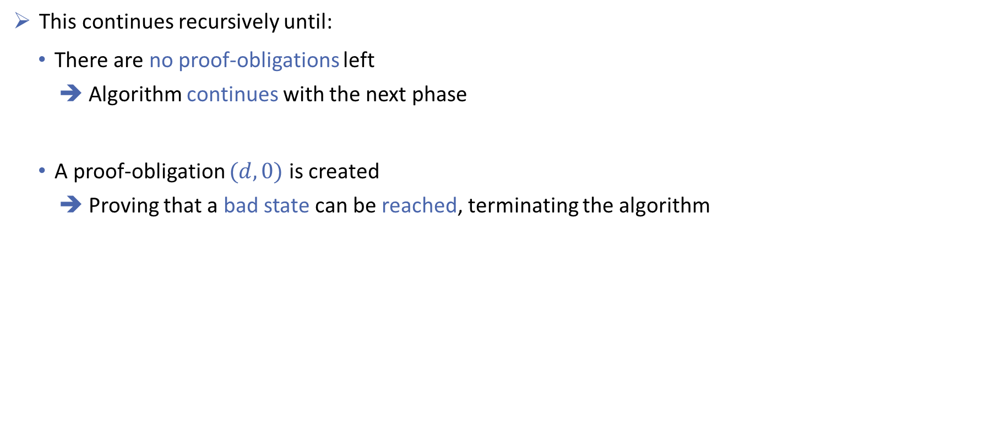 ➢ This continues recursively until:
• There are no proof-obligations left
➔ Algorithm continues with the next phase
• A proof-obligation (d, 0) is created
➔ Proving that a bad state can be reached, terminating the algorithm